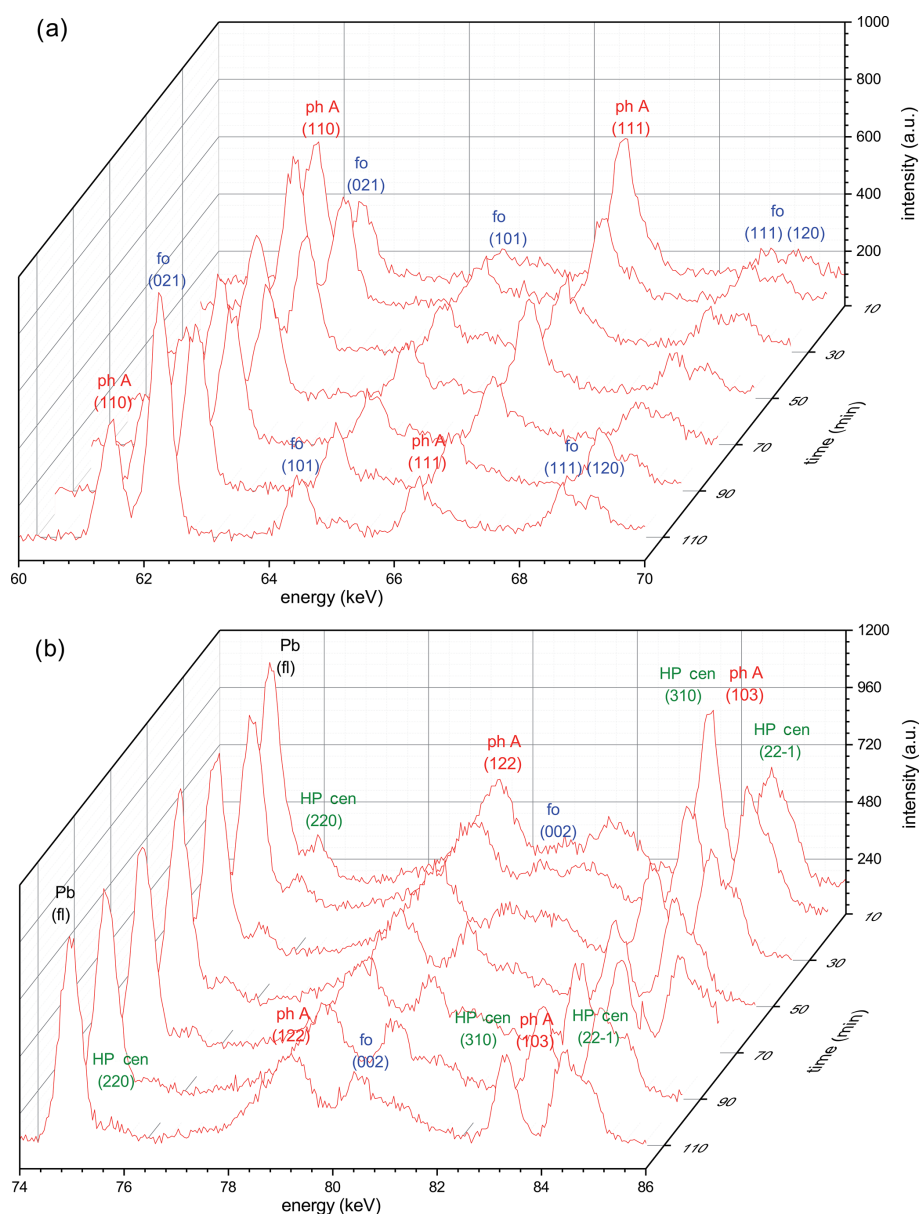 (a)
1000
800
600
400
200
intensity (a.u.)
ph A
(110)
fo
(021)
fo
(101)
ph A
(111)
fo
(111) (120)
fo
(021)
ph A
(110)
fo
(101)
ph A
(111)
fo
(111) (120)
10
30
50
70
90
110
time (min)
60
62
64
66
68
70
energy (keV)
(b)
1200
960
720
480
240
intensity (a.u.)
Pb
(fl)
HP cen
(220)
ph A
(122)
fo
(002)
HP cen
(310)
ph A
(103)
HP cen
(22-1)
Pb
(fl)
HP cen
(220)
ph A
(122)
fo
(002)
HP cen
(310)
ph A
(103)
HP cen
(22-1)
10
30
50
70
90
110
time (min)
74
76
78
80
82
84
86
energy (keV)